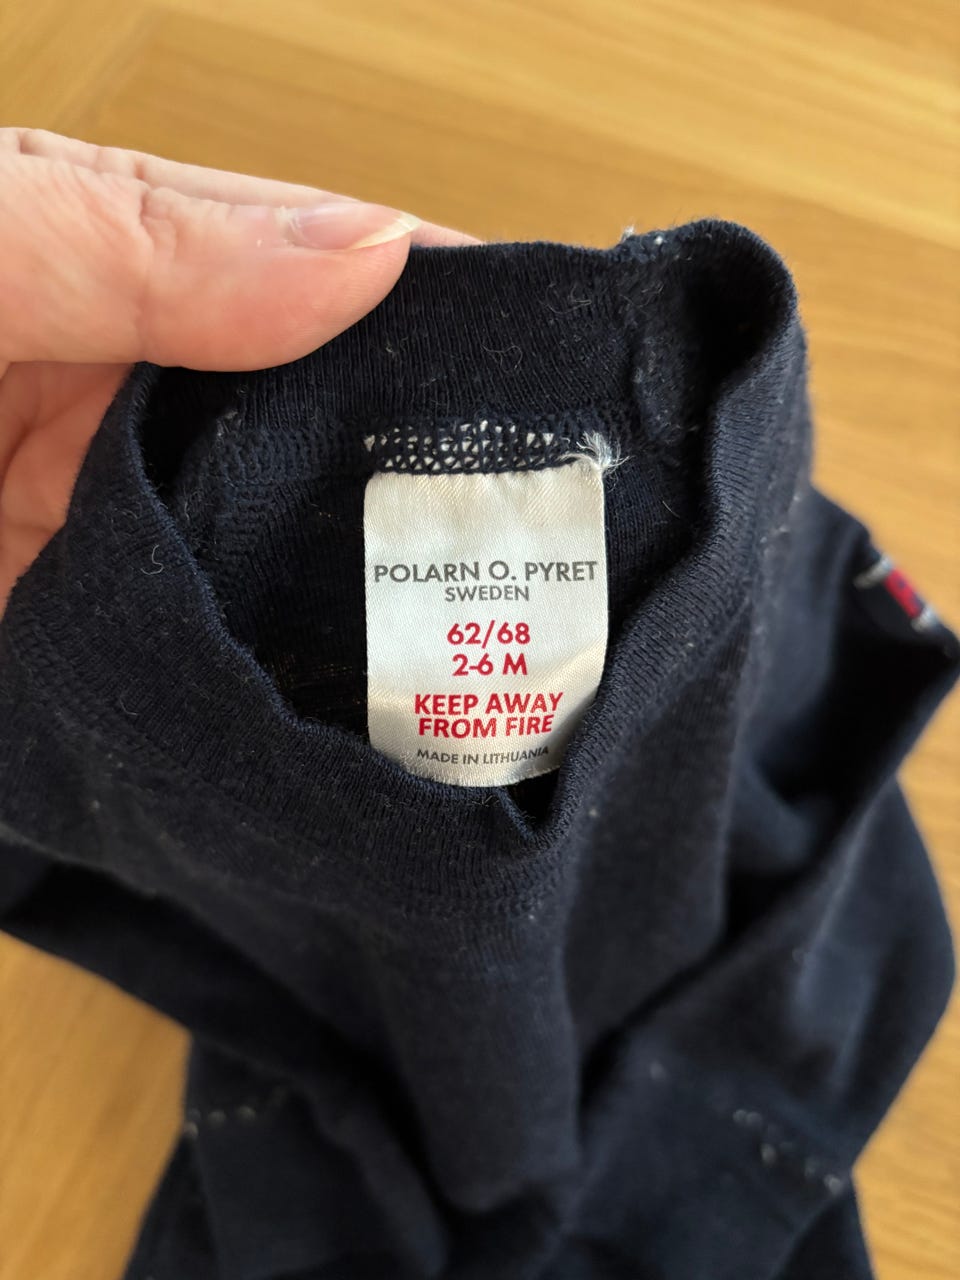 POLARN O. PYRET
SWEDEN
62/68
2-6 M
KEEP AWAY
FROM FIRE
MADE IN LITHUANIA